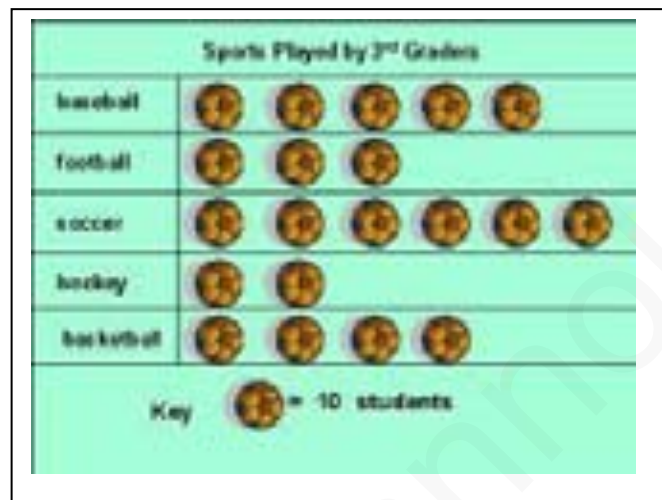 Sports Played by 3rd Graders
baseball
football
soccer
hockey
basketball
Key = 10 students